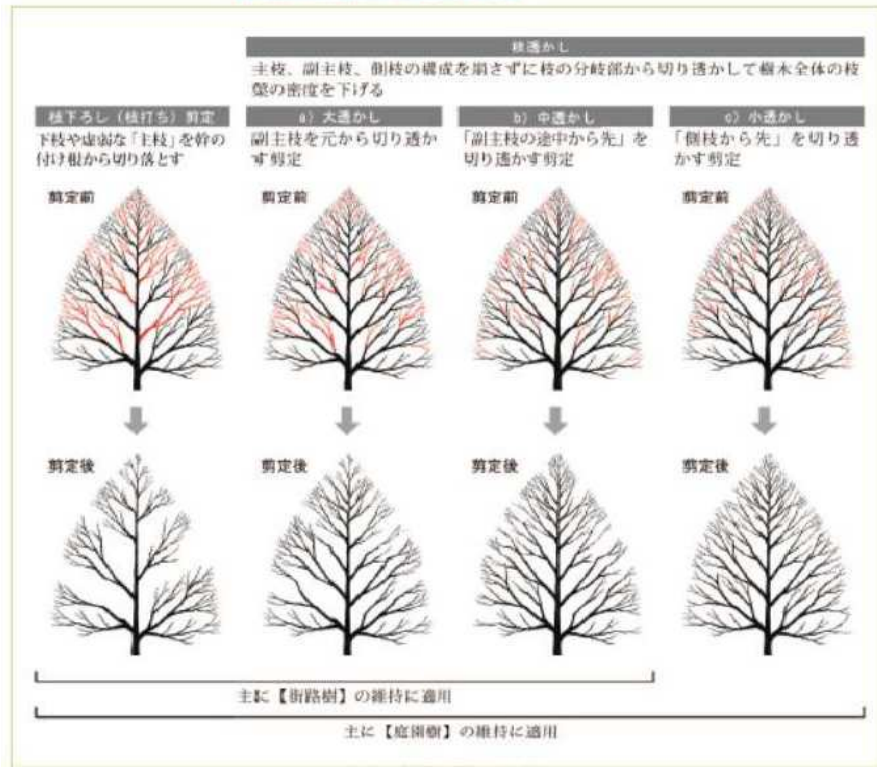 枝透かし
主枝、副主枝、側枝の構成を崩さずに枝の分岐部から切り透かして樹木全体の枝
葉の密度を下げる
枝下ろし（枝打ち）剪定
下枝や虚弱な「主枝」を幹の
付け根から切り落とす
a）大透かし
副主枝を元から切り透か
す剪定
b）中透かし
「副主枝の途中から先」を
切り透かす剪定
c）小透かし
「側枝から先」を切り透
かす剪定
剪定前
剪定前
剪定前
剪定前
剪定後
剪定後
剪定後
剪定後
主に【街路樹】の維持に適用
主に【庭園樹】の維持に適用